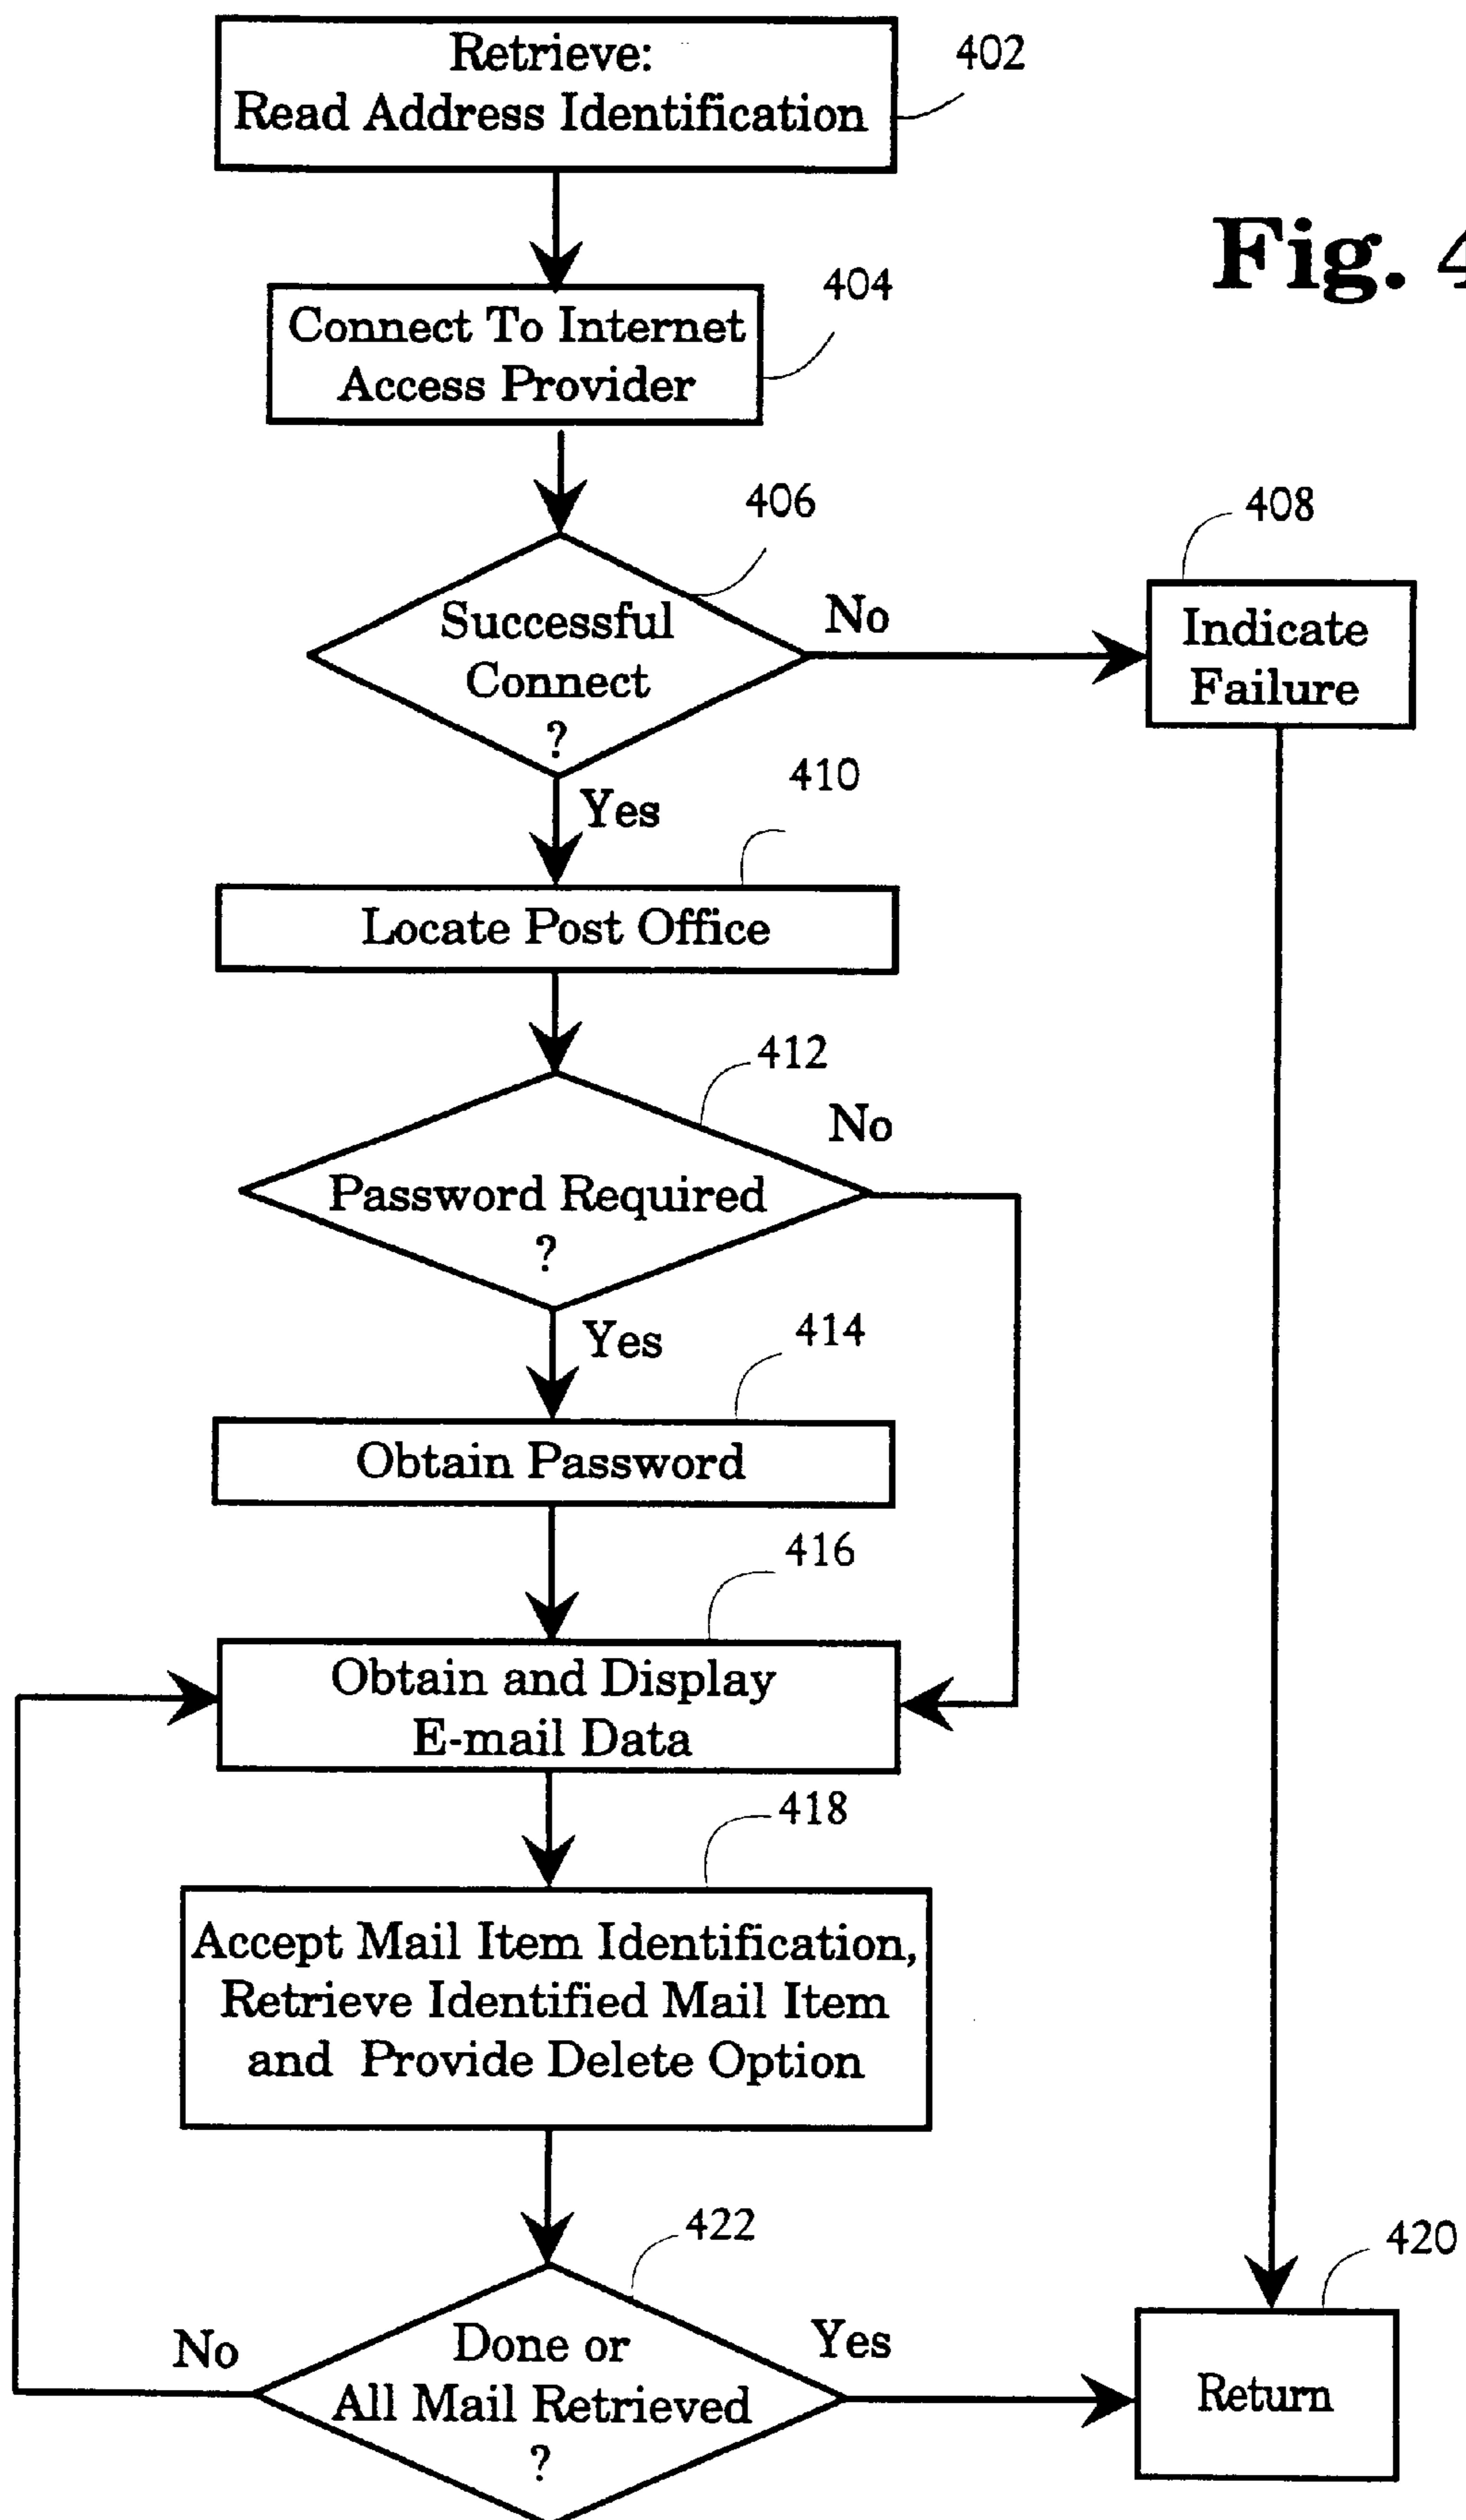 Retrieve:
Read Address Identification
402
Fig. 4
Connect To Internet
Access Provider
404
Successful
Connect
?
406
No
Yes
Indicate
Failure
408
Locate Post Office
410
Password Required
?
412
No
Yes
Obtain Password
414
Obtain and Display
E-mail Data
416
Accept Mail Item Identification,
Retrieve Identified Mail Item
and Provide Delete Option
418
Done or
All Mail Retrieved
?
422
No
Yes
Return
420